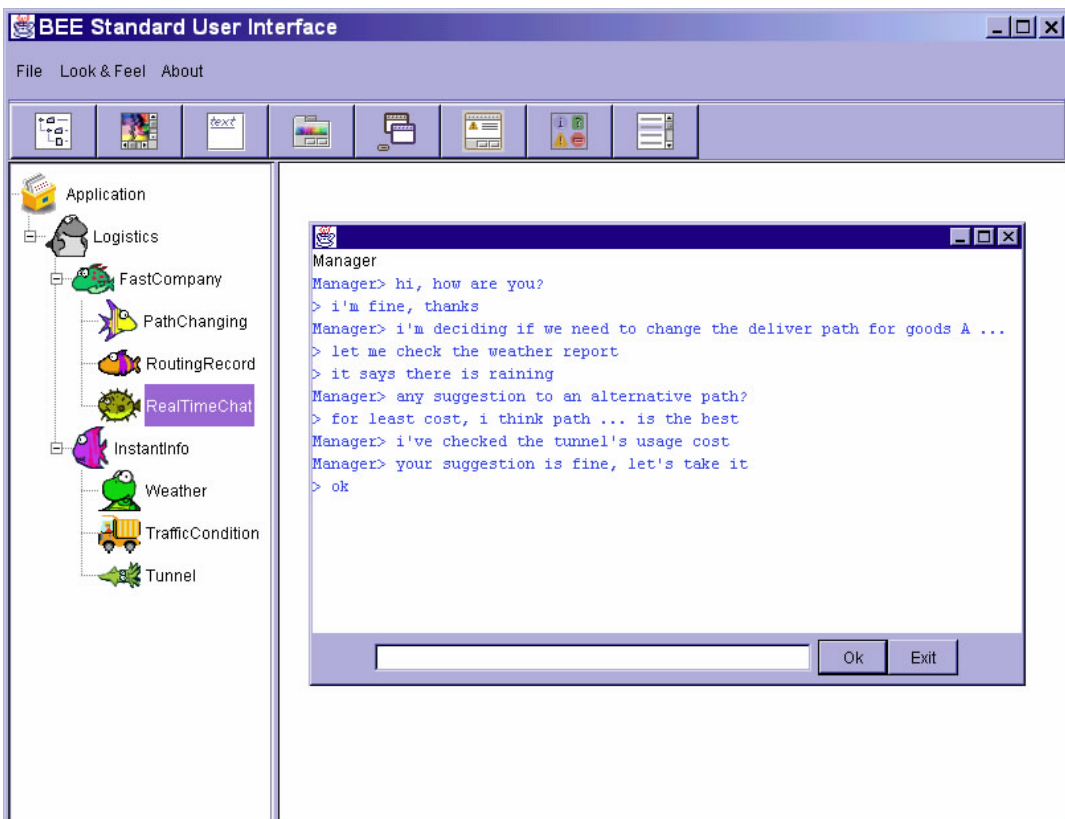 BEE Standard User Interface
File Look & Feel About
text
Application
Logistics
FastCompany
PathChanging
RoutingRecord
RealTimeChat
InstantInfo
Weather
TrafficCondition
Tunnel
Manager
Manager> hi, how are you?
> i'm fine, thanks
Manager> i'm deciding if we need to change the deliver path for goods A ...
> let me check the weather report
> it says there is raining
Manager> any suggestion to an alternative path?
> for least cost, i think path ... is the best
Manager> i've checked the tunnel's usage cost
Manager> your suggestion is fine, let's take it
> ok
Ok Exit